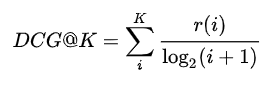 DCG@K = \sum_{i}^{K} \frac{r(i)}{\log_2(i+1)}